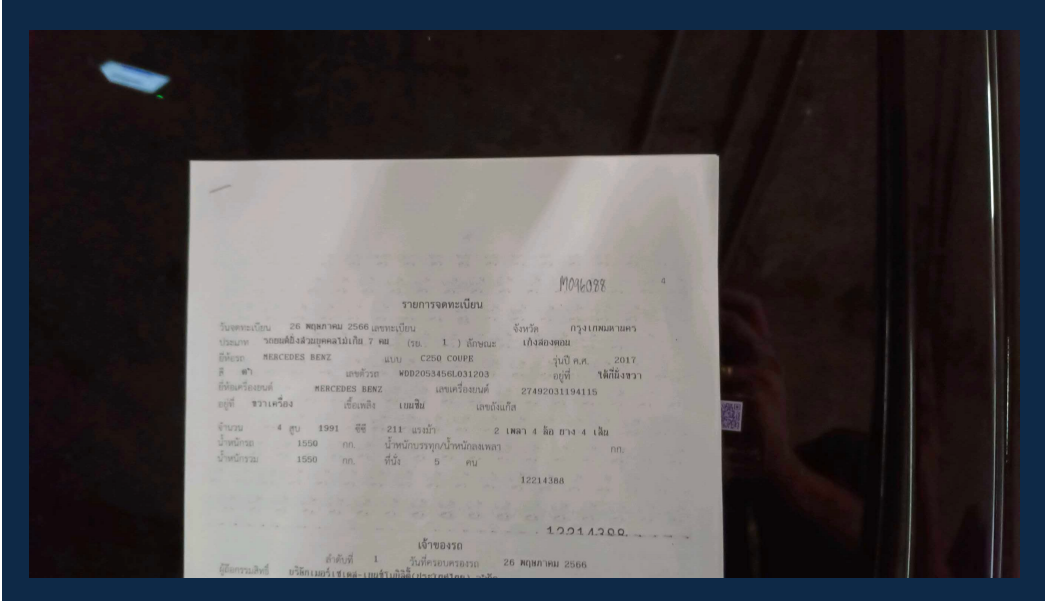 M096088 4
รายการจดทะเบียน
วันจดทะเบียน 26 พฤษภาคม 2566 เลขทะเบียน จังหวัด กรุงเทพมหานคร
ประเภท รถยนต์นั่งส่วนบุคคลไม่เกิน 7 คน (รย. 1 ) ลักษณะ เก๋งสองตอน
ยี่ห้อรถ MERCEDES BENZ แบบ C250 COUPE รุ่นปี ค.ศ. 2017
สี ดำ เลขตัวรถ WDD2053456L031203 อยู่ที่ ใต้ที่นั่งขวา
ยี่ห้อเครื่องยนต์ MERCEDES BENZ เลขเครื่องยนต์ 27492031194115
อยู่ที่ ขวาเครื่อง เชื้อเพลิง เบนซิน เลขถังแก๊ส
จำนวน 4 สูบ 1991 ซีซี 211 แรงม้า 2 เพลา 4 ล้อ ยาง 4 เส้น
น้ำหนักรถ 1550 กก. น้ำหนักบรรทุก/น้ำหนักลงเพลา กก.
น้ำหนักรวม 1550 กก. ที่นั่ง 5 คน
12214388
12214388
เจ้าของรถ
ลำดับที่ 1 วันที่ครอบครองรถ 26 พฤษภาคม 2566
ผู้ถือกรรมสิทธิ์